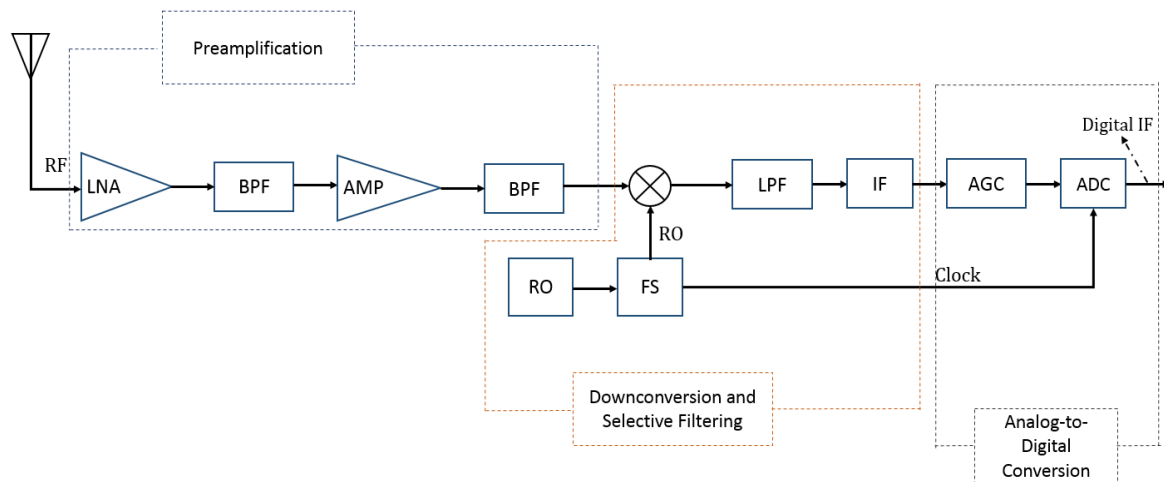 Preamplification
RF
LNA
BPF
AMP
BPF
LPF
IF
AGC
ADC
Digital IF
RO
RO
FS
Clock
Downconversion and
Selective Filtering
Analog-to-
Digital
Conversion